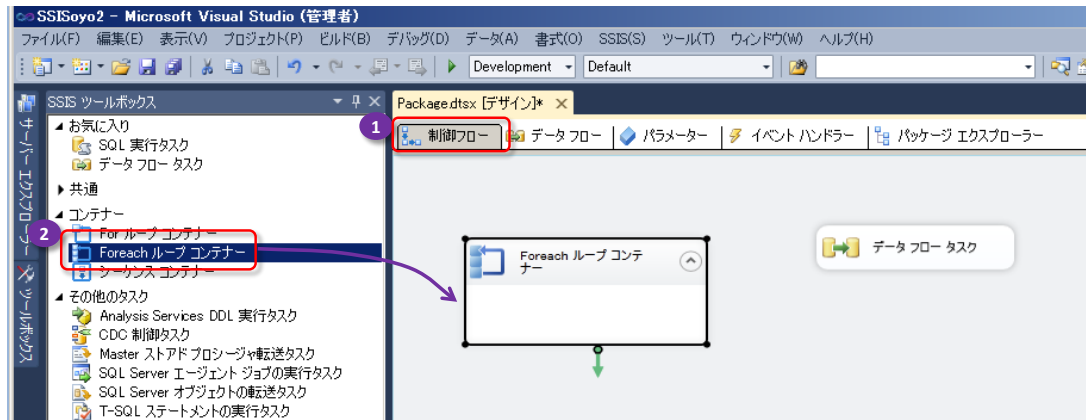 SSISoyo2 - Microsoft Visual Studio (管理者)
ファイル(F) 編集(E) 表示(V) プロジェクト(P) ビルド(B) デバッグ(D) データ(A) 書式(O) SSIS(S) ツール(T) ウィンドウ(W) ヘルプ(H)
Development Default
サーバー エクスプローラー
ツールボックス
SSIS ツールボックス
お気に入り
SQL 実行タスク
データ フロー タスク
共通
コンテナー
For ループ コンテナー
2
Foreach ループ コンテナー
シーケンス コンテナー
その他のタスク
Analysis Services DDL 実行タスク
CDC 制御タスク
Master ストアド プロシージャ転送タスク
SQL Server エージェント ジョブの実行タスク
SQL Server オブジェクトの転送タスク
T-SQL ステートメントの実行タスク
Package.dtsx [デザイン]*
1
制御フロー データ フロー パラメーター イベント ハンドラー パッケージ エクスプローラー
Foreach ループ コンテ
ナー
データ フロー タスク